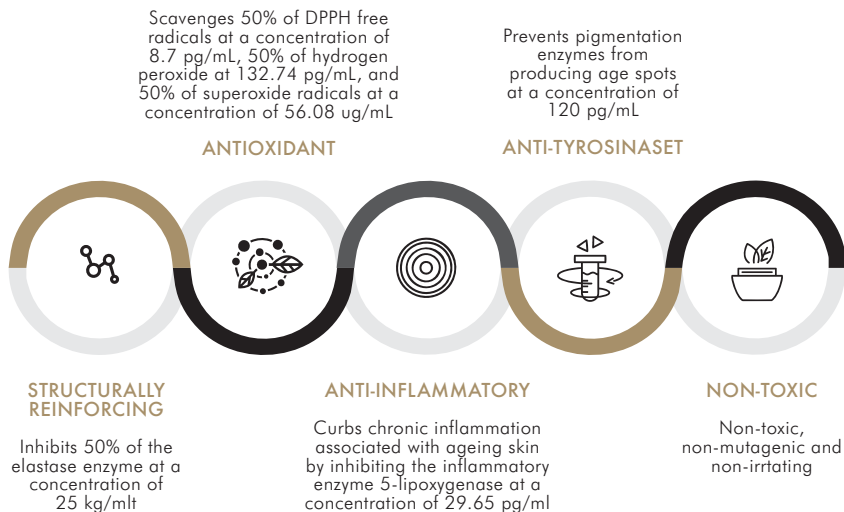 Scavenges 50% of DPPH free
radicals at a concentration of
8.7 pg/mL, 50% of hydrogen
peroxide at 132.74 pg/mL, and
50% of superoxide radicals at a
concentration of 56.08 ug/mL
ANTIOXIDANT
Prevents pigmentation
enzymes from
producing age spots
at a concentration of
120 pg/mL
ANTI-TYROSINASET
STRUCTURALLY
REINFORCING
Inhibits 50% of the
elastase enzyme at a
concentration of
25 kg/mlt
ANTI-INFLAMMATORY
Curbs chronic inflammation
associated with ageing skin
by inhibiting the inflammatory
enzyme 5-lipoxygenase at a
concentration of 29.65 pg/ml
NON-TOXIC
Non-toxic,
non-mutagenic and
non-irrtating